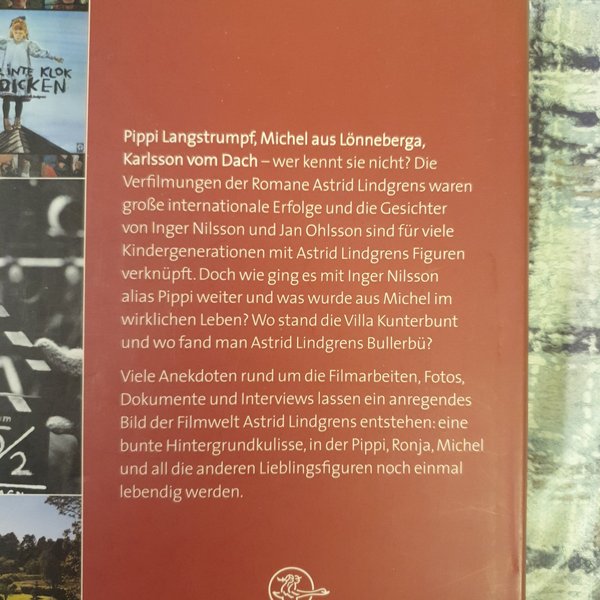 INTE KLOK
DICKEN
Pippi Langstrumpf, Michel aus Lönneberga,
Karlsson vom Dach – wer kennt sie nicht? Die
Verfilmungen der Romane Astrid Lindgrens waren
große internationale Erfolge und die Gesichter
von Inger Nilsson und Jan Ohlsson sind für viele
Kindergenerationen mit Astrid Lindgrens Figuren
verknüpft. Doch wie ging es mit Inger Nilsson
alias Pippi weiter und was wurde aus Michel im
wirklichen Leben? Wo stand die Villa Kunterbunt
und wo fand man Astrid Lindgrens Bullerbü?
Viele Anekdoten rund um die Filmarbeiten, Fotos,
Dokumente und Interviews lassen ein anregendes
Bild der Filmwelt Astrid Lindgrens entstehen: eine
bunte Hintergrundkulisse, in der Pippi, Ronja, Michel
und all die anderen Lieblingsfiguren noch einmal
lebendig werden.